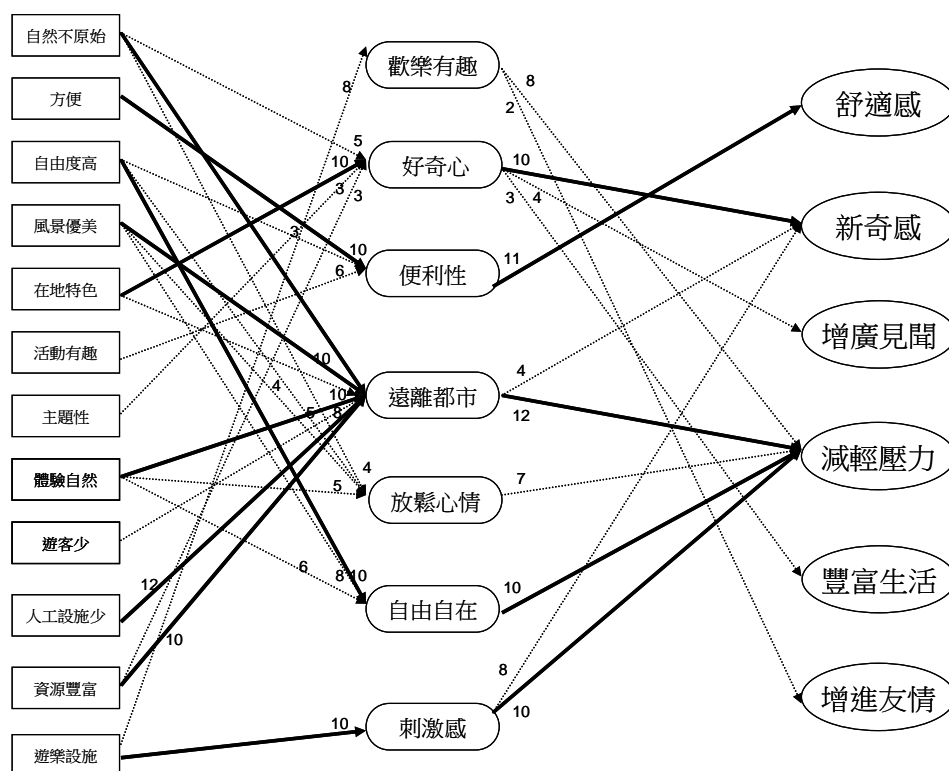 自然不原始
方便
自由度高
風景優美
在地特色
活動有趣
主題性
體驗自然
遊客少
人工設施少
資源豐富
遊樂設施
歡樂有趣
好奇心
便利性
遠離都市
放鬆心情
自由自在
刺激感
舒適感
新奇感
增廣見聞
減輕壓力
豐富生活
增進友情
8
5
10
3
3
3
10
6
10
10
4
5
8
4
5
6
8
10
12
10
10
8
2
10
3
4
11
4
12
7
10
8
10